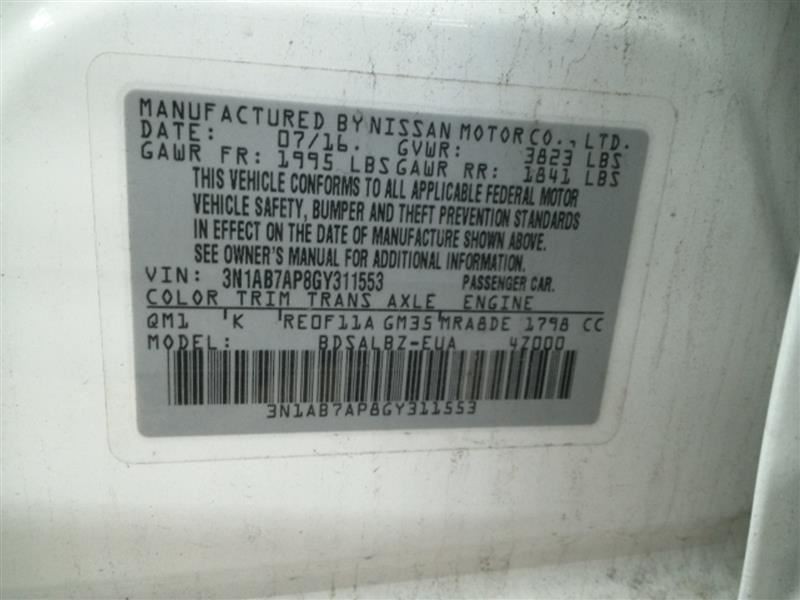 MANUFACTURED BY NISSAN MOTOR CO., LTD.
DATE: 07/16. GVWR: 3823 LBS
GAWR FR: 1995 LBS GAWR RR: 1841 LBS
THIS VEHICLE CONFORMS TO ALL APPLICABLE FEDERAL MOTOR
VEHICLE SAFETY, BUMPER AND THEFT PREVENTION STANDARDS
IN EFFECT ON THE DATE OF MANUFACTURE SHOWN ABOVE.
SEE OWNER'S MANUAL FOR ADDITIONAL INFORMATION.
VIN: 3N1AB7AP8GY311553 PASSENGER CAR.
COLOR TRIM TRANS AXLE ENGINE
QM1 K RE0F11A GM35 MRA8DE 1798 CC
MODEL: BDSALBZ-EUA 4Z000
3N1AB7AP8GY311553